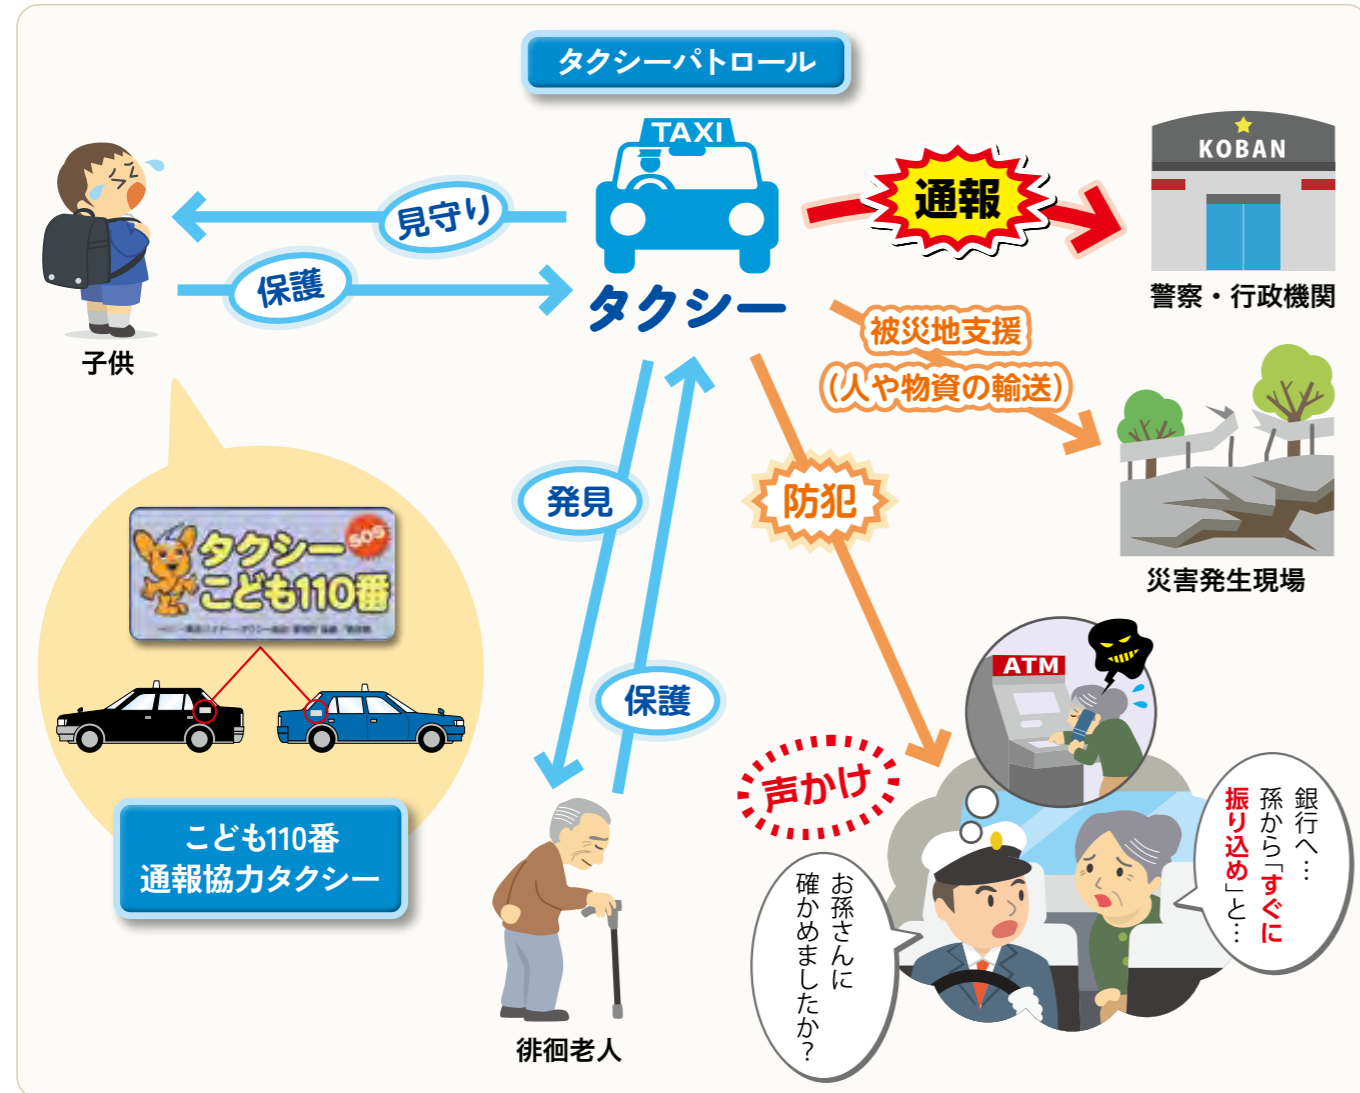 タクシーパトロール
TAXI
タクシー
見守り
保護
子供
通報
KOBAN
警察・行政機関
被災地支援
(人や物資の輸送)
災害発生現場
発見
保護
徘徊老人
防犯
声かけ
ATM
銀行へ…
孫から「すぐに
振り込め」と…
お孫さんに
確かめましたか?
タクシー
SOS
こども110番
こども110番
通報協力タクシー